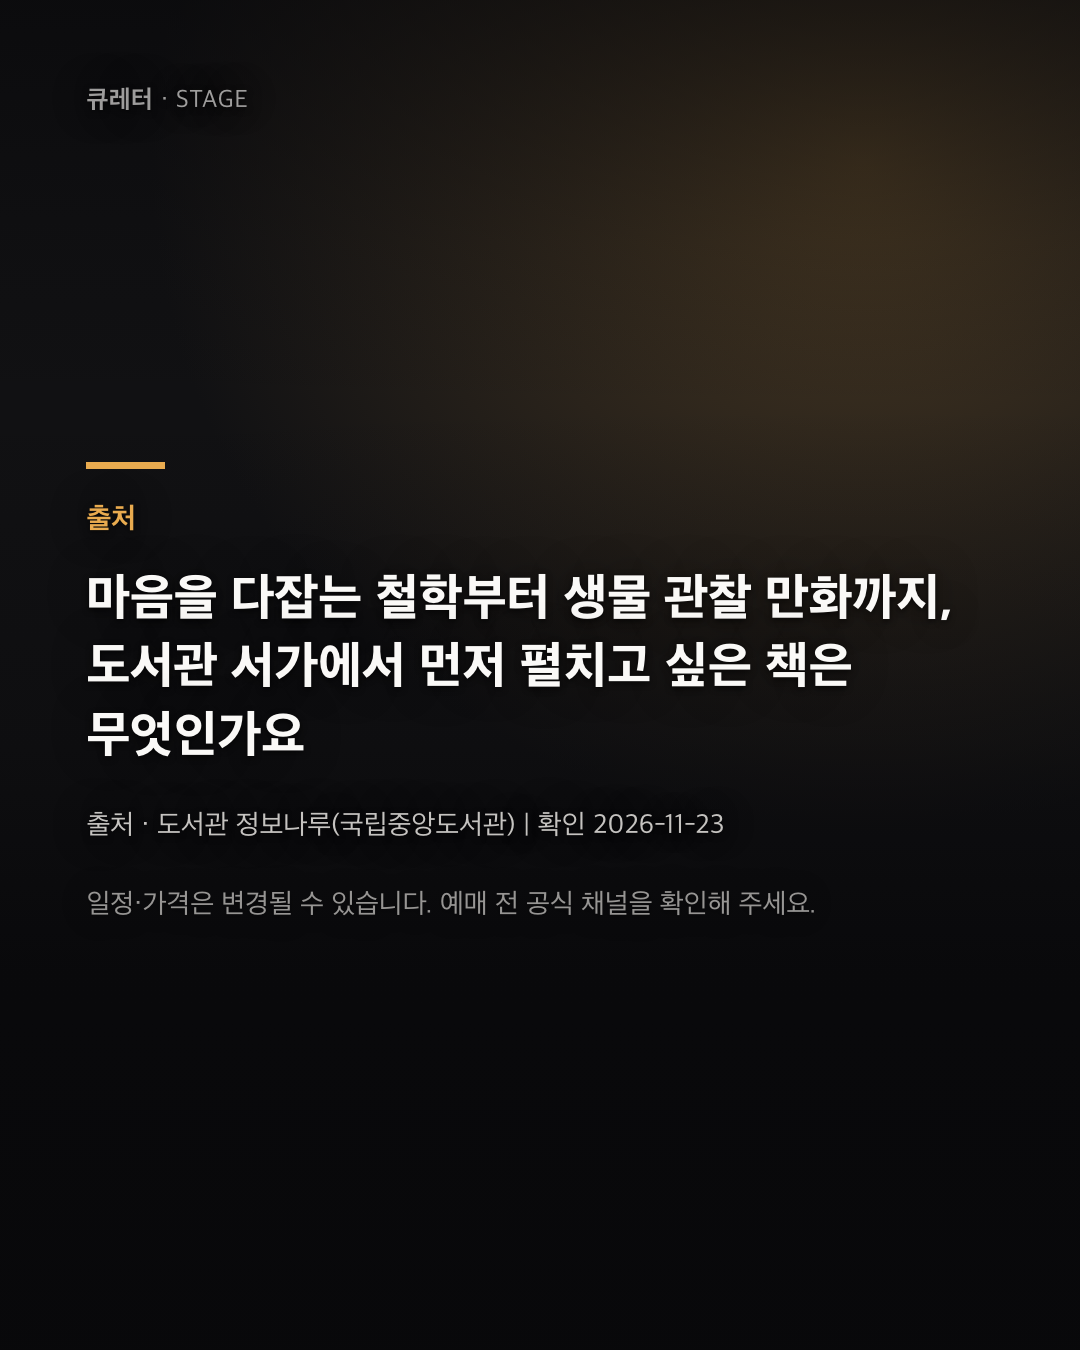 큐레터 · STAGE
출처
마음을 다잡는 철학부터 생물 관찰 만화까지,
도서관 서가에서 먼저 펼치고 싶은 책은
무엇인가요
출처 · 도서관 정보나루(국립중앙도서관) | 확인 2026-11-23
일정·가격은 변경될 수 있습니다. 예매 전 공식 채널을 확인해 주세요.